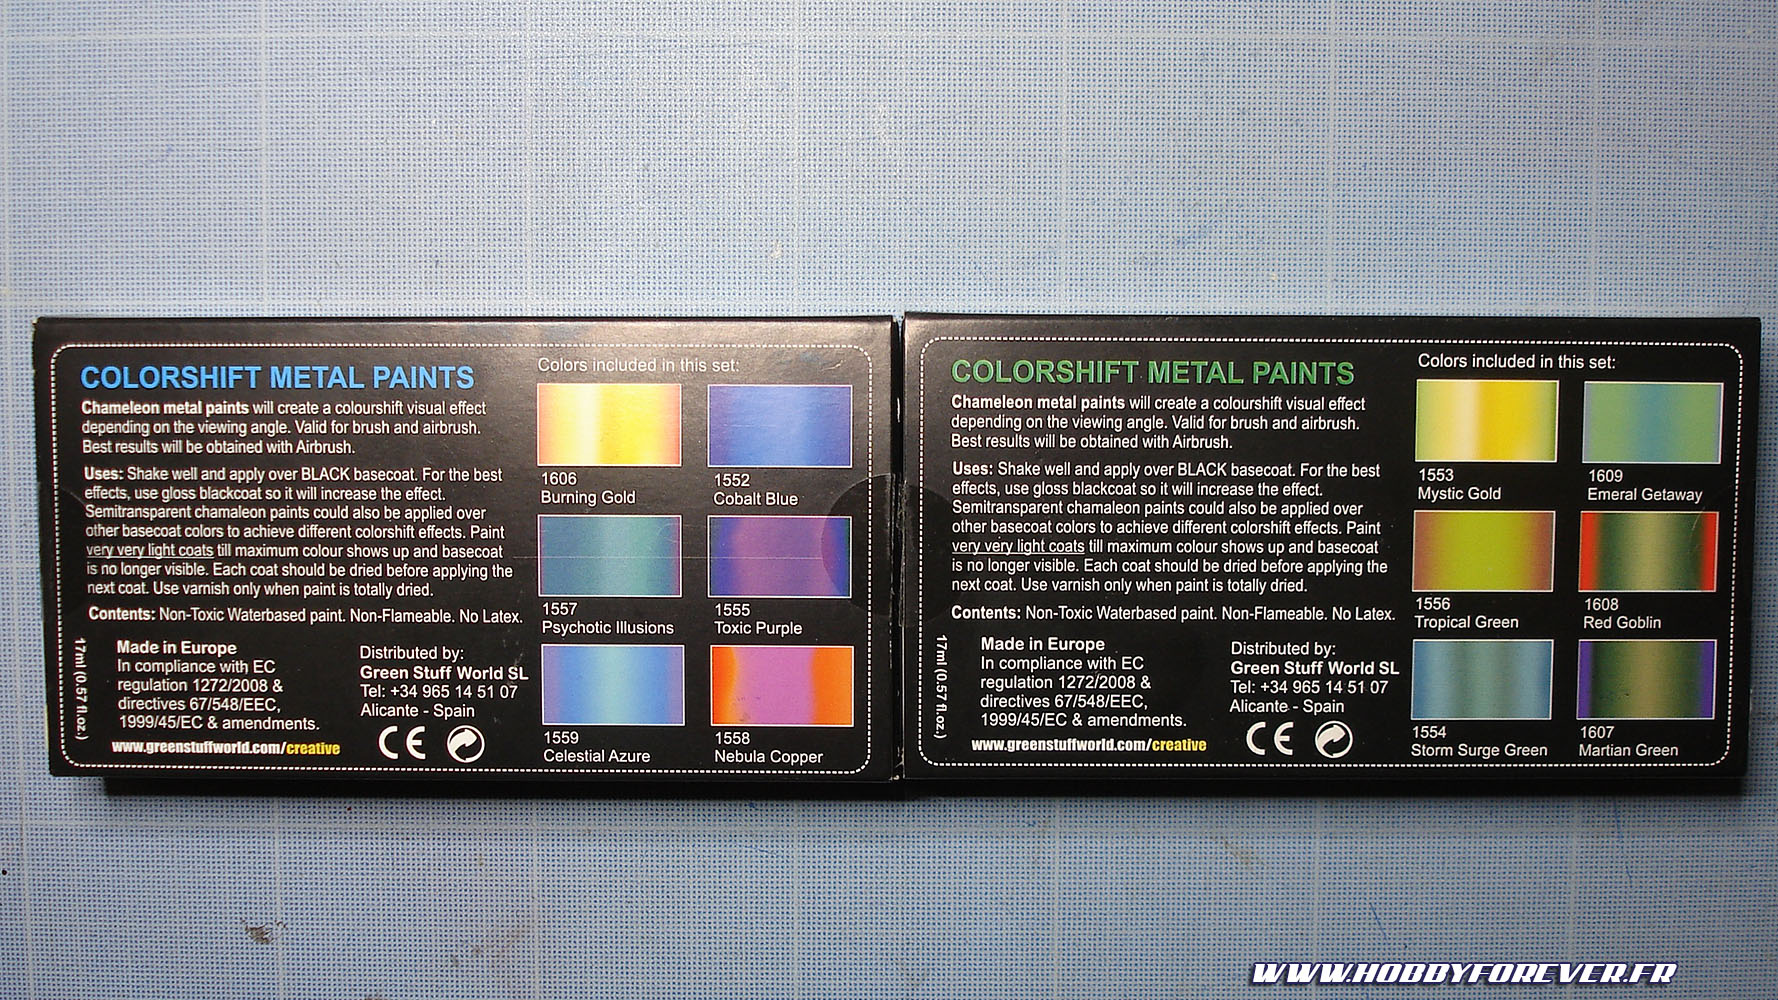 COLORSHIFT METAL PAINTS
Chameleon metal paints will create a colourshift visual effect
depending on the viewing angle. Valid for brush and airbrush.
Best results will be obtained with Airbrush.
Uses: Shake well and apply over BLACK basecoat. For the best
effects, use gloss blackcoat so it will increase the effect.
Semitransparent chamaleon paints could also be applied over
other basecoat colors to achieve different colorshift effects. Paint
very very light coats till maximum colour shows up and basecoat
is no longer visible. Each coat should be dried before applying the
next coat. Use varnish only when paint is totally dried.
Contents: Non-Toxic Waterbased paint. Non-Flameable. No Latex.
17ml (0.57 fl.oz.)
Made in Europe
In compliance with EC
regulation 1272/2008 &
directives 67/548/EEC,
1999/45/EC & amendments.
www.greenstuffworld.com/creative
Distributed by:
Green Stuff World SL
Tel: +34 965 14 51 07
Alicante - Spain
CE
Colors included in this set:
1606
Burning Gold
1552
Cobalt Blue
1557
Psychotic Illusions
1555
Toxic Purple
1559
Celestial Azure
1558
Nebula Copper
COLORSHIFT METAL PAINTS
Chameleon metal paints will create a colourshift visual effect
depending on the viewing angle. Valid for brush and airbrush.
Best results will be obtained with Airbrush.
Uses: Shake well and apply over BLACK basecoat. For the best
effects, use gloss blackcoat so it will increase the effect.
Semitransparent chamaleon paints could also be applied over
other basecoat colors to achieve different colorshift effects. Paint
very very light coats till maximum colour shows up and basecoat
is no longer visible. Each coat should be dried before applying the
next coat. Use varnish only when paint is totally dried.
Contents: Non-Toxic Waterbased paint. Non-Flameable. No Latex.
17ml (0.57 fl.oz.)
Made in Europe
In compliance with EC
regulation 1272/2008 &
directives 67/548/EEC,
1999/45/EC & amendments.
www.greenstuffworld.com/creative
Distributed by:
Green Stuff World SL
Tel: +34 965 14 51 07
Alicante - Spain
CE
Colors included in this set:
1553
Mystic Gold
1609
Emeral Getaway
1556
Tropical Green
1608
Red Goblin
1554
Storm Surge Green
1607
Martian Green
WWW.HOBBYFOREVER.FR